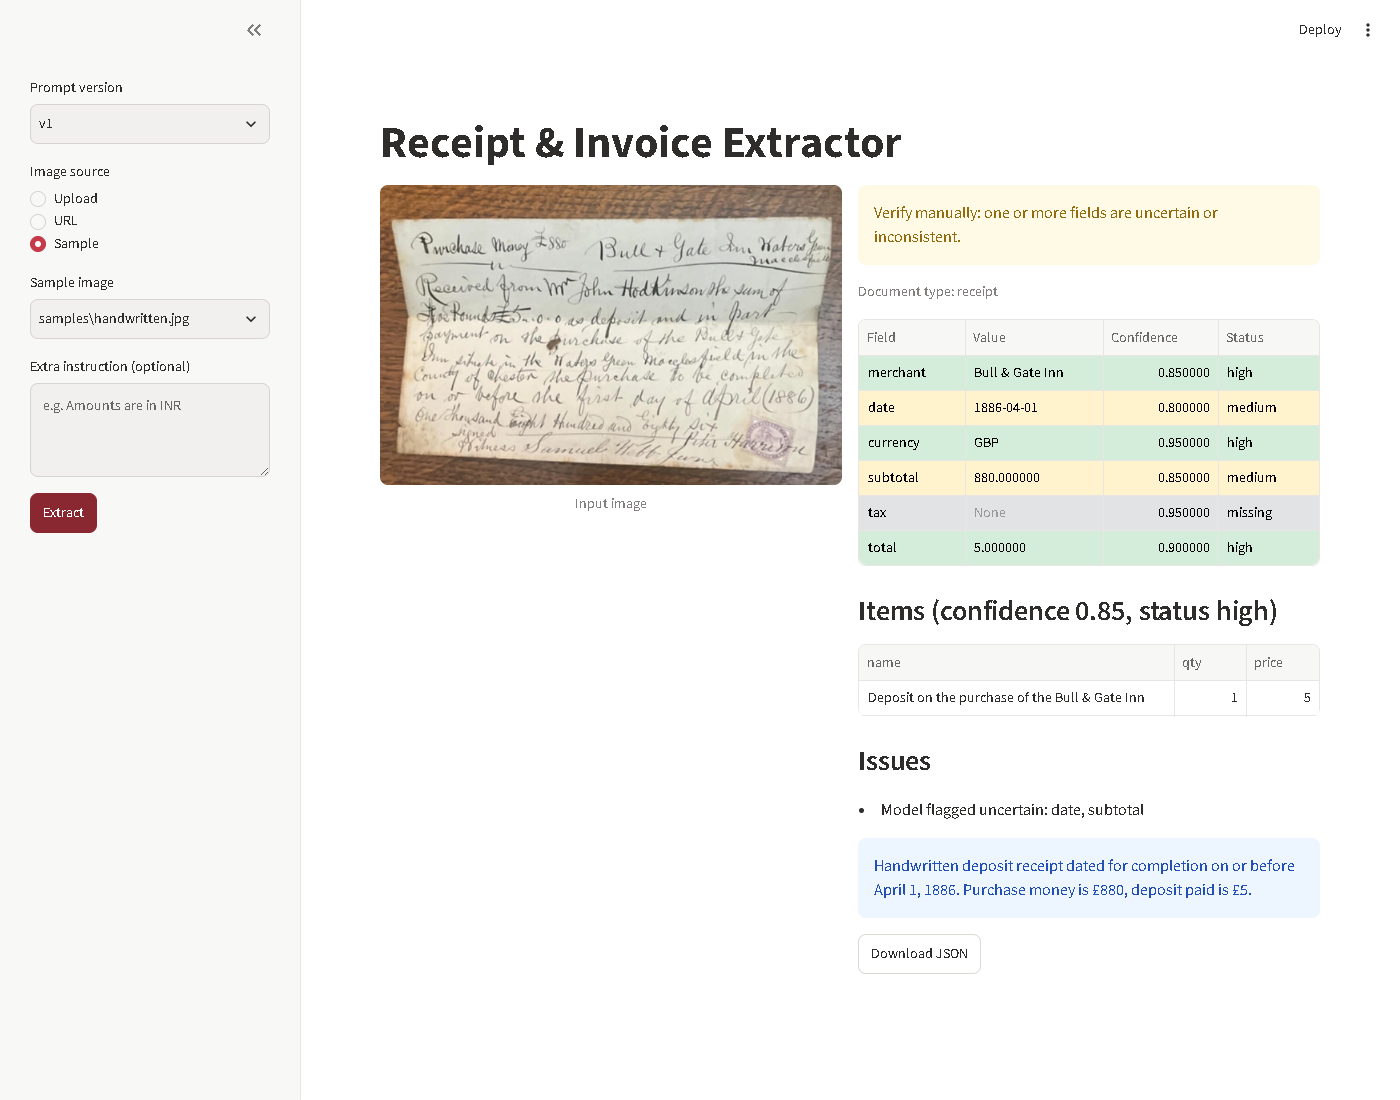 Deploy
Prompt version
v1
Image source
Upload
URL
Sample
Sample image
samples\handwritten.jpg
Extra instruction (optional)
e.g. Amounts are in INR
Extract
Receipt & Invoice Extractor
Purchase Money £880 Bull & Gate Inn Waters Green
Macclesfield
Received from Mr John Hodkinson the sum of
Five Pounds £5-0-0 as deposit and in part
payment on the purchase of the Bull & Gate
Inn situate in the Waters Green Macclesfield in the
County of Chester the purchase to be completed
on or before the first day of April (1886)
One thousand Eight Hundred and Eighty Six
signed Peter Harrison
Witness Samuel Webb
Input image
Verify manually: one or more fields are uncertain or
inconsistent.
Document type: receipt
Field Value Confidence Status
merchant Bull & Gate Inn 0.850000 high
date 1886-04-01 0.800000 medium
currency GBP 0.950000 high
subtotal 880.000000 0.850000 medium
tax None 0.950000 missing
total 5.000000 0.900000 high
Items (confidence 0.85, status high)
name qty price
Deposit on the purchase of the Bull & Gate Inn 1 5
Issues
• Model flagged uncertain: date, subtotal
Handwritten deposit receipt dated for completion on or before
April 1, 1886. Purchase money is £880, deposit paid is £5.
Download JSON